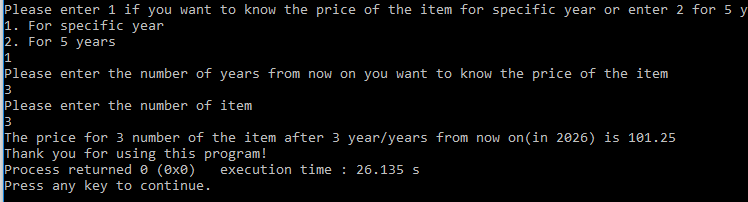 Please enter 1 if you want to know the price of the item for specific year or enter 2 for 5 y
1. For specific year
2. For 5 years
1
Please enter the number of years from now on you want to know the price of the item
3
Please enter the number of item
3
The price for 3 number of the item after 3 year/years from now on(in 2026) is 101.25
Thank you for using this program!
Process returned 0 (0x0)   execution time : 26.135 s
Press any key to continue.